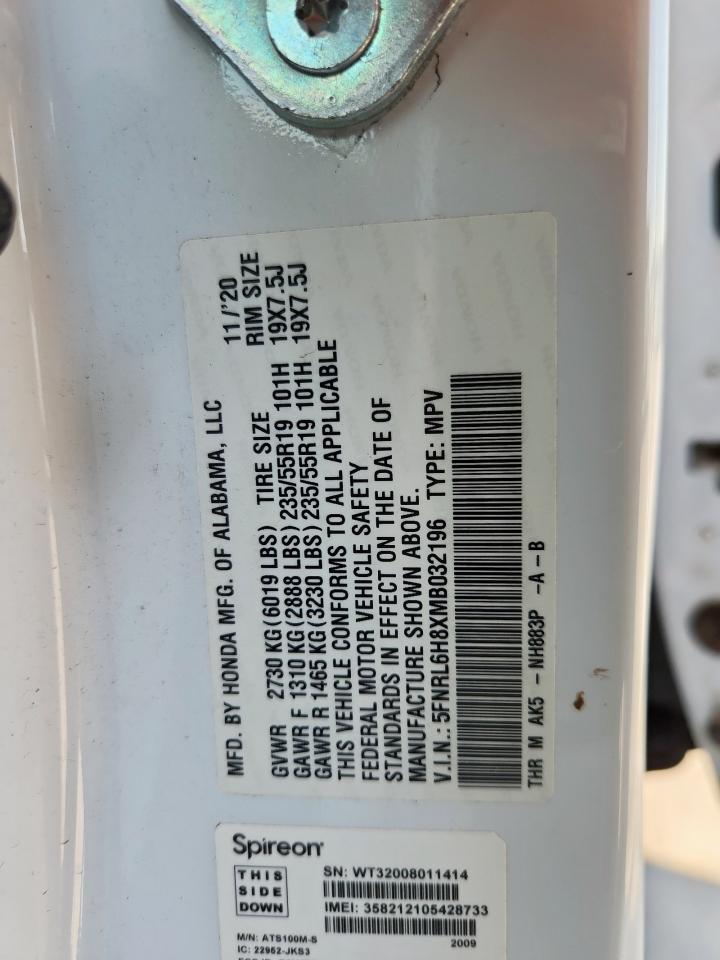 MFD. BY HONDA MFG. OF ALABAMA, LLC 11/'20
GVWR 2730 KG (6019 LBS) TIRE SIZE RIM SIZE
GAWR F 1310 KG (2888 LBS) 235/55R19 101H 19X7.5J
GAWR R 1465 KG (3230 LBS) 235/55R19 101H 19X7.5J
THIS VEHICLE CONFORMS TO ALL APPLICABLE
FEDERAL MOTOR VEHICLE SAFETY
STANDARDS IN EFFECT ON THE DATE OF
MANUFACTURE SHOWN ABOVE.
V.I.N.: 5FNRL6H8XMB032196 TYPE: MPV
THR M AK5 - NH883P -A-B
Spireon
THIS
SIDE
DOWN
SN: WT32008011414
IMEI: 358212105428733
2009
M/N: ATS100M-S
IC: 22962-JKS3